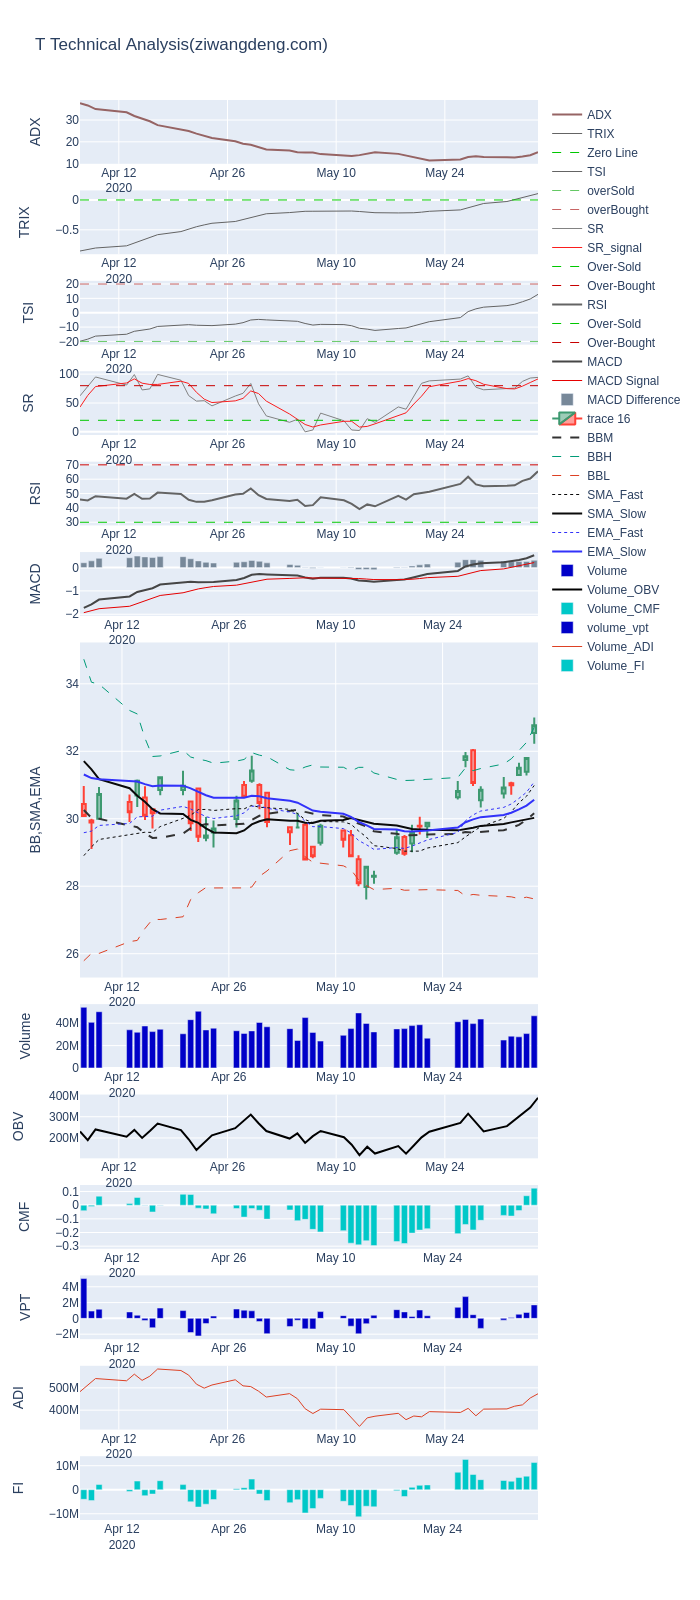 T Technical Analysis(ziwangdeng.com)
ADX
30
20
10
Apr 12
2020
Apr 26
May 10
May 24
TRIX
0
−0.5
Apr 12
2020
Apr 26
May 10
May 24
TSI
20
10
0
−10
−20
Apr 12
2020
Apr 26
May 10
May 24
SR
100
50
0
Apr 12
2020
Apr 26
May 10
May 24
RSI
70
60
50
40
30
Apr 12
2020
Apr 26
May 10
May 24
MACD
0
−1
−2
Apr 12
2020
Apr 26
May 10
May 24
BB,SMA,EMA
34
32
30
28
26
Apr 12
2020
Apr 26
May 10
May 24
Volume
40M
20M
0
Apr 12
2020
Apr 26
May 10
May 24
OBV
400M
300M
200M
Apr 12
2020
Apr 26
May 10
May 24
CMF
0.1
0
−0.1
−0.2
−0.3
Apr 12
2020
Apr 26
May 10
May 24
VPT
4M
2M
0
−2M
Apr 12
2020
Apr 26
May 10
May 24
ADI
500M
400M
Apr 12
2020
Apr 26
May 10
May 24
FI
10M
0
−10M
Apr 12
2020
Apr 26
May 10
May 24
ADX
TRIX
Zero Line
TSI
overSold
overBought
SR
SR_signal
Over-Sold
Over-Bought
RSI
Over-Sold
Over-Bought
MACD
MACD Signal
MACD Difference
trace 16
BBM
BBH
BBL
SMA_Fast
SMA_Slow
EMA_Fast
EMA_Slow
Volume
Volume_OBV
Volume_CMF
volume_vpt
Volume_ADI
Volume_FI